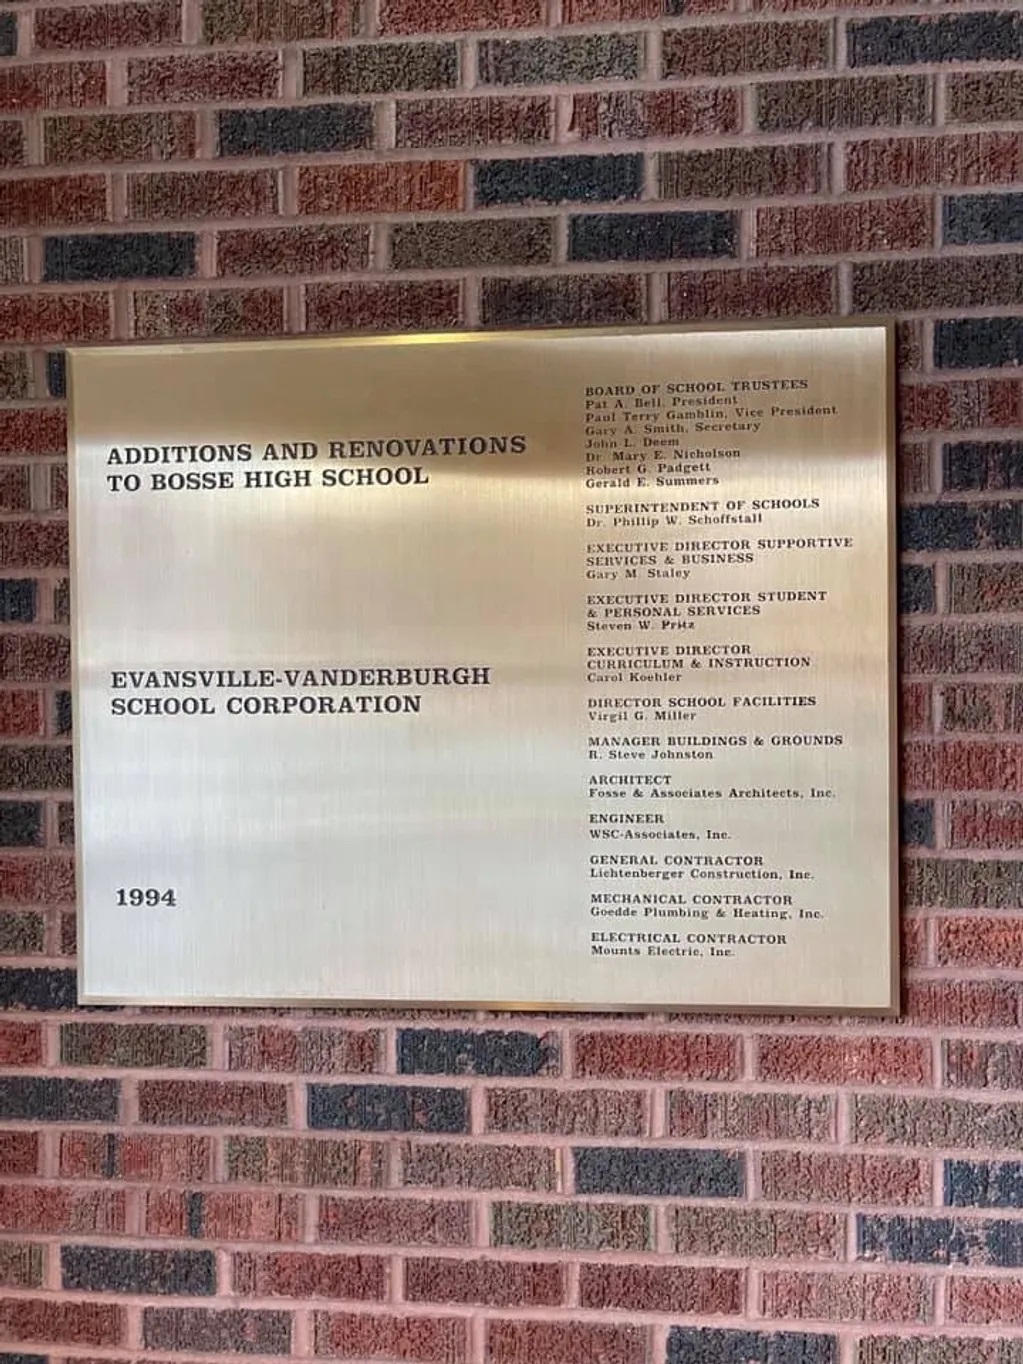 ADDITIONS AND RENOVATIONS
TO BOSSE HIGH SCHOOL
EVANSVILLE-VANDERBURGH
SCHOOL CORPORATION
1994
BOARD OF SCHOOL TRUSTEES
Pat A. Bell, President
Paul Terry Gamblin, Vice President
Gary A. Smith, Secretary
John L. Deem
Dr. Mary E. Nicholson
Robert G. Padgett
Gerald E. Summers
SUPERINTENDENT OF SCHOOLS
Dr. Phillip W. Schoffstall
EXECUTIVE DIRECTOR SUPPORTIVE
SERVICES & BUSINESS
Gary M. Staley
EXECUTIVE DIRECTOR STUDENT
& PERSONAL SERVICES
Steven W. Fritz
EXECUTIVE DIRECTOR
CURRICULUM & INSTRUCTION
Carol Koehler
DIRECTOR SCHOOL FACILITIES
Virgil G. Miller
MANAGER BUILDINGS & GROUNDS
R. Steve Johnston
ARCHITECT
Fosse & Associates Architects, Inc.
ENGINEER
WSC-Associates, Inc.
GENERAL CONTRACTOR
Lichtenberger Construction, Inc.
MECHANICAL CONTRACTOR
Goedde Plumbing & Heating, Inc.
ELECTRICAL CONTRACTOR
Mounts Electric, Inc.